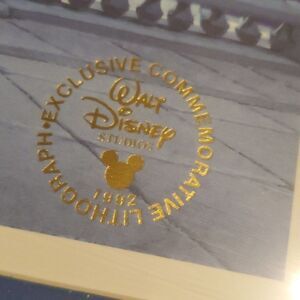 •EXCLUSIVE COMMEMORATIVE LITHOGRAPH
WALT
DISNEY
STUDIOS
1992